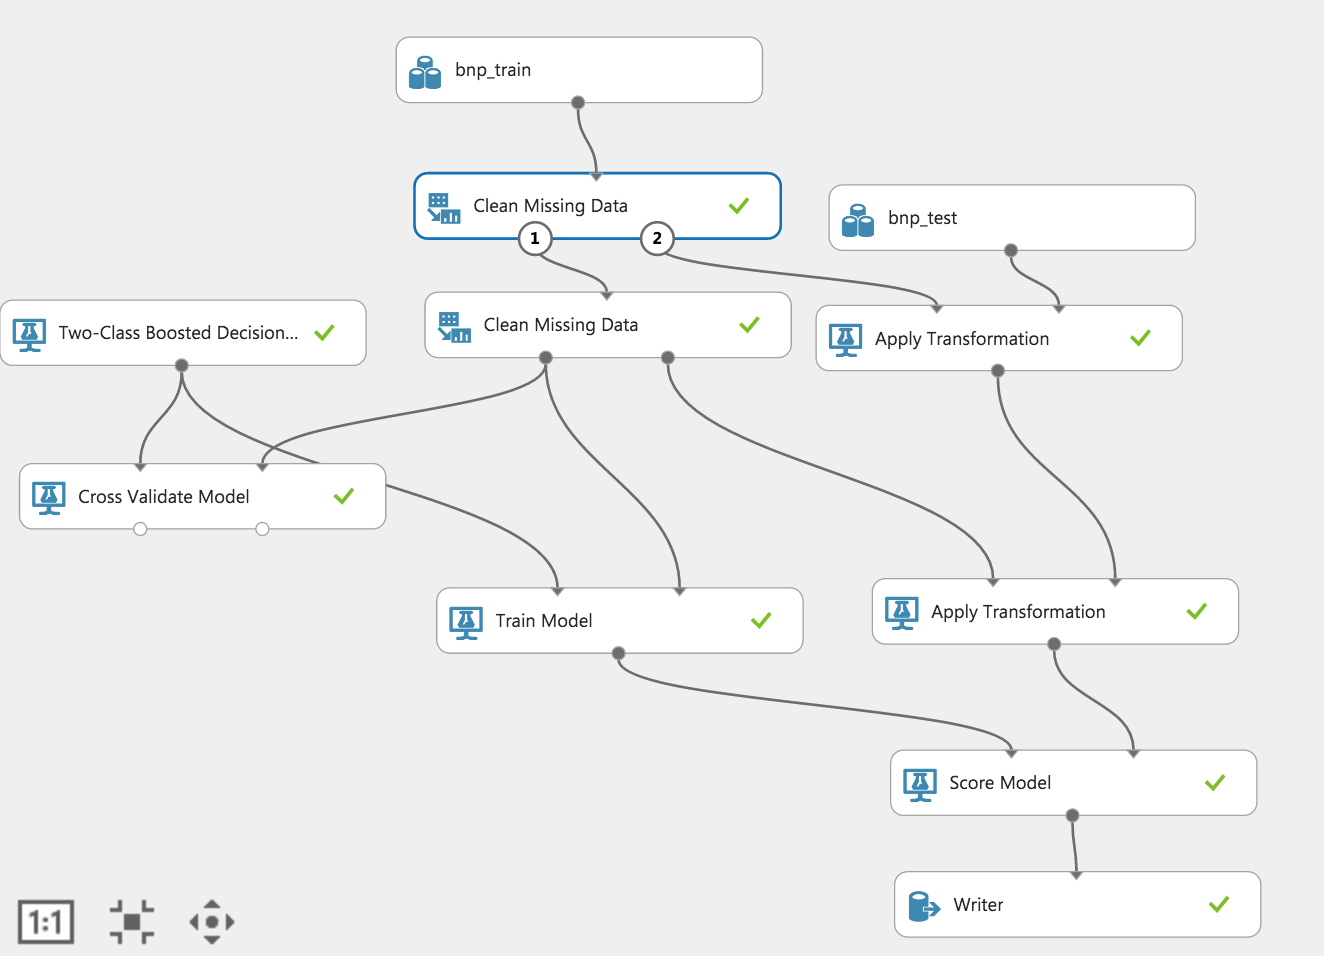 bnp_train
Clean Missing Data
1 2
bnp_test
Clean Missing Data
Two-Class Boosted Decision...
Apply Transformation
Cross Validate Model
Train Model
Apply Transformation
Score Model
Writer
1:1